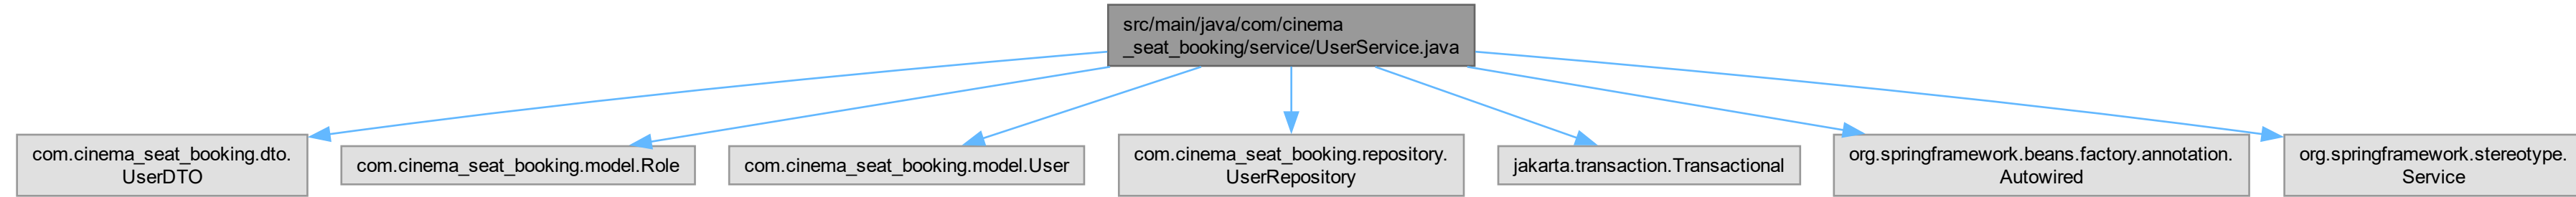 src/main/java/com/cinema
_seat_booking/service/UserService.java
com.cinema_seat_booking.dto.
UserDTO
com.cinema_seat_booking.model.Role
com.cinema_seat_booking.model.User
com.cinema_seat_booking.repository.
UserRepository
jakarta.transaction.Transactional
org.springframework.beans.factory.annotation.
Autowired
org.springframework.stereotype.
Service